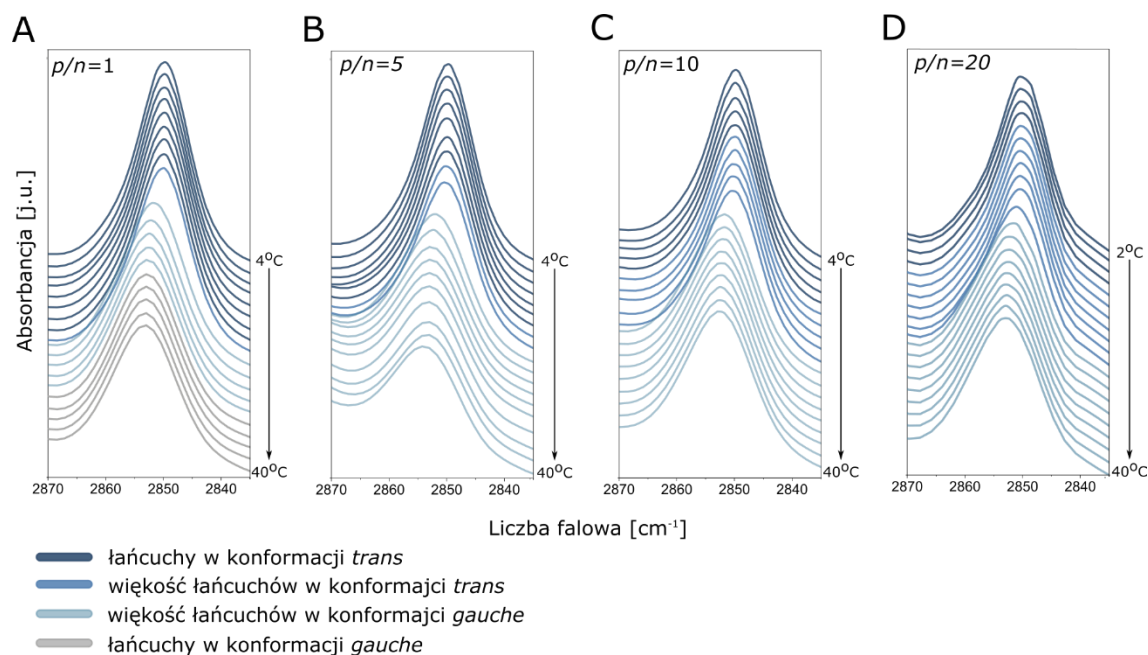 A
B
C
D
p/n=1
p/n=5
p/n=10
p/n=20
Absorbancja [j.u.]
4°C
4°C
4°C
2°C
40°C
40°C
40°C
40°C
2870 2860 2850 2840
2870 2860 2850 2840
2870 2860 2850 2840
2870 2860 2850 2840
Liczba falowa [cm⁻¹]
łańcuchy w konformacji trans
więkość łańcuchów w konformajci trans
więkość łańcuchów w konformajci gauche
łańcuchy w konformacji gauche